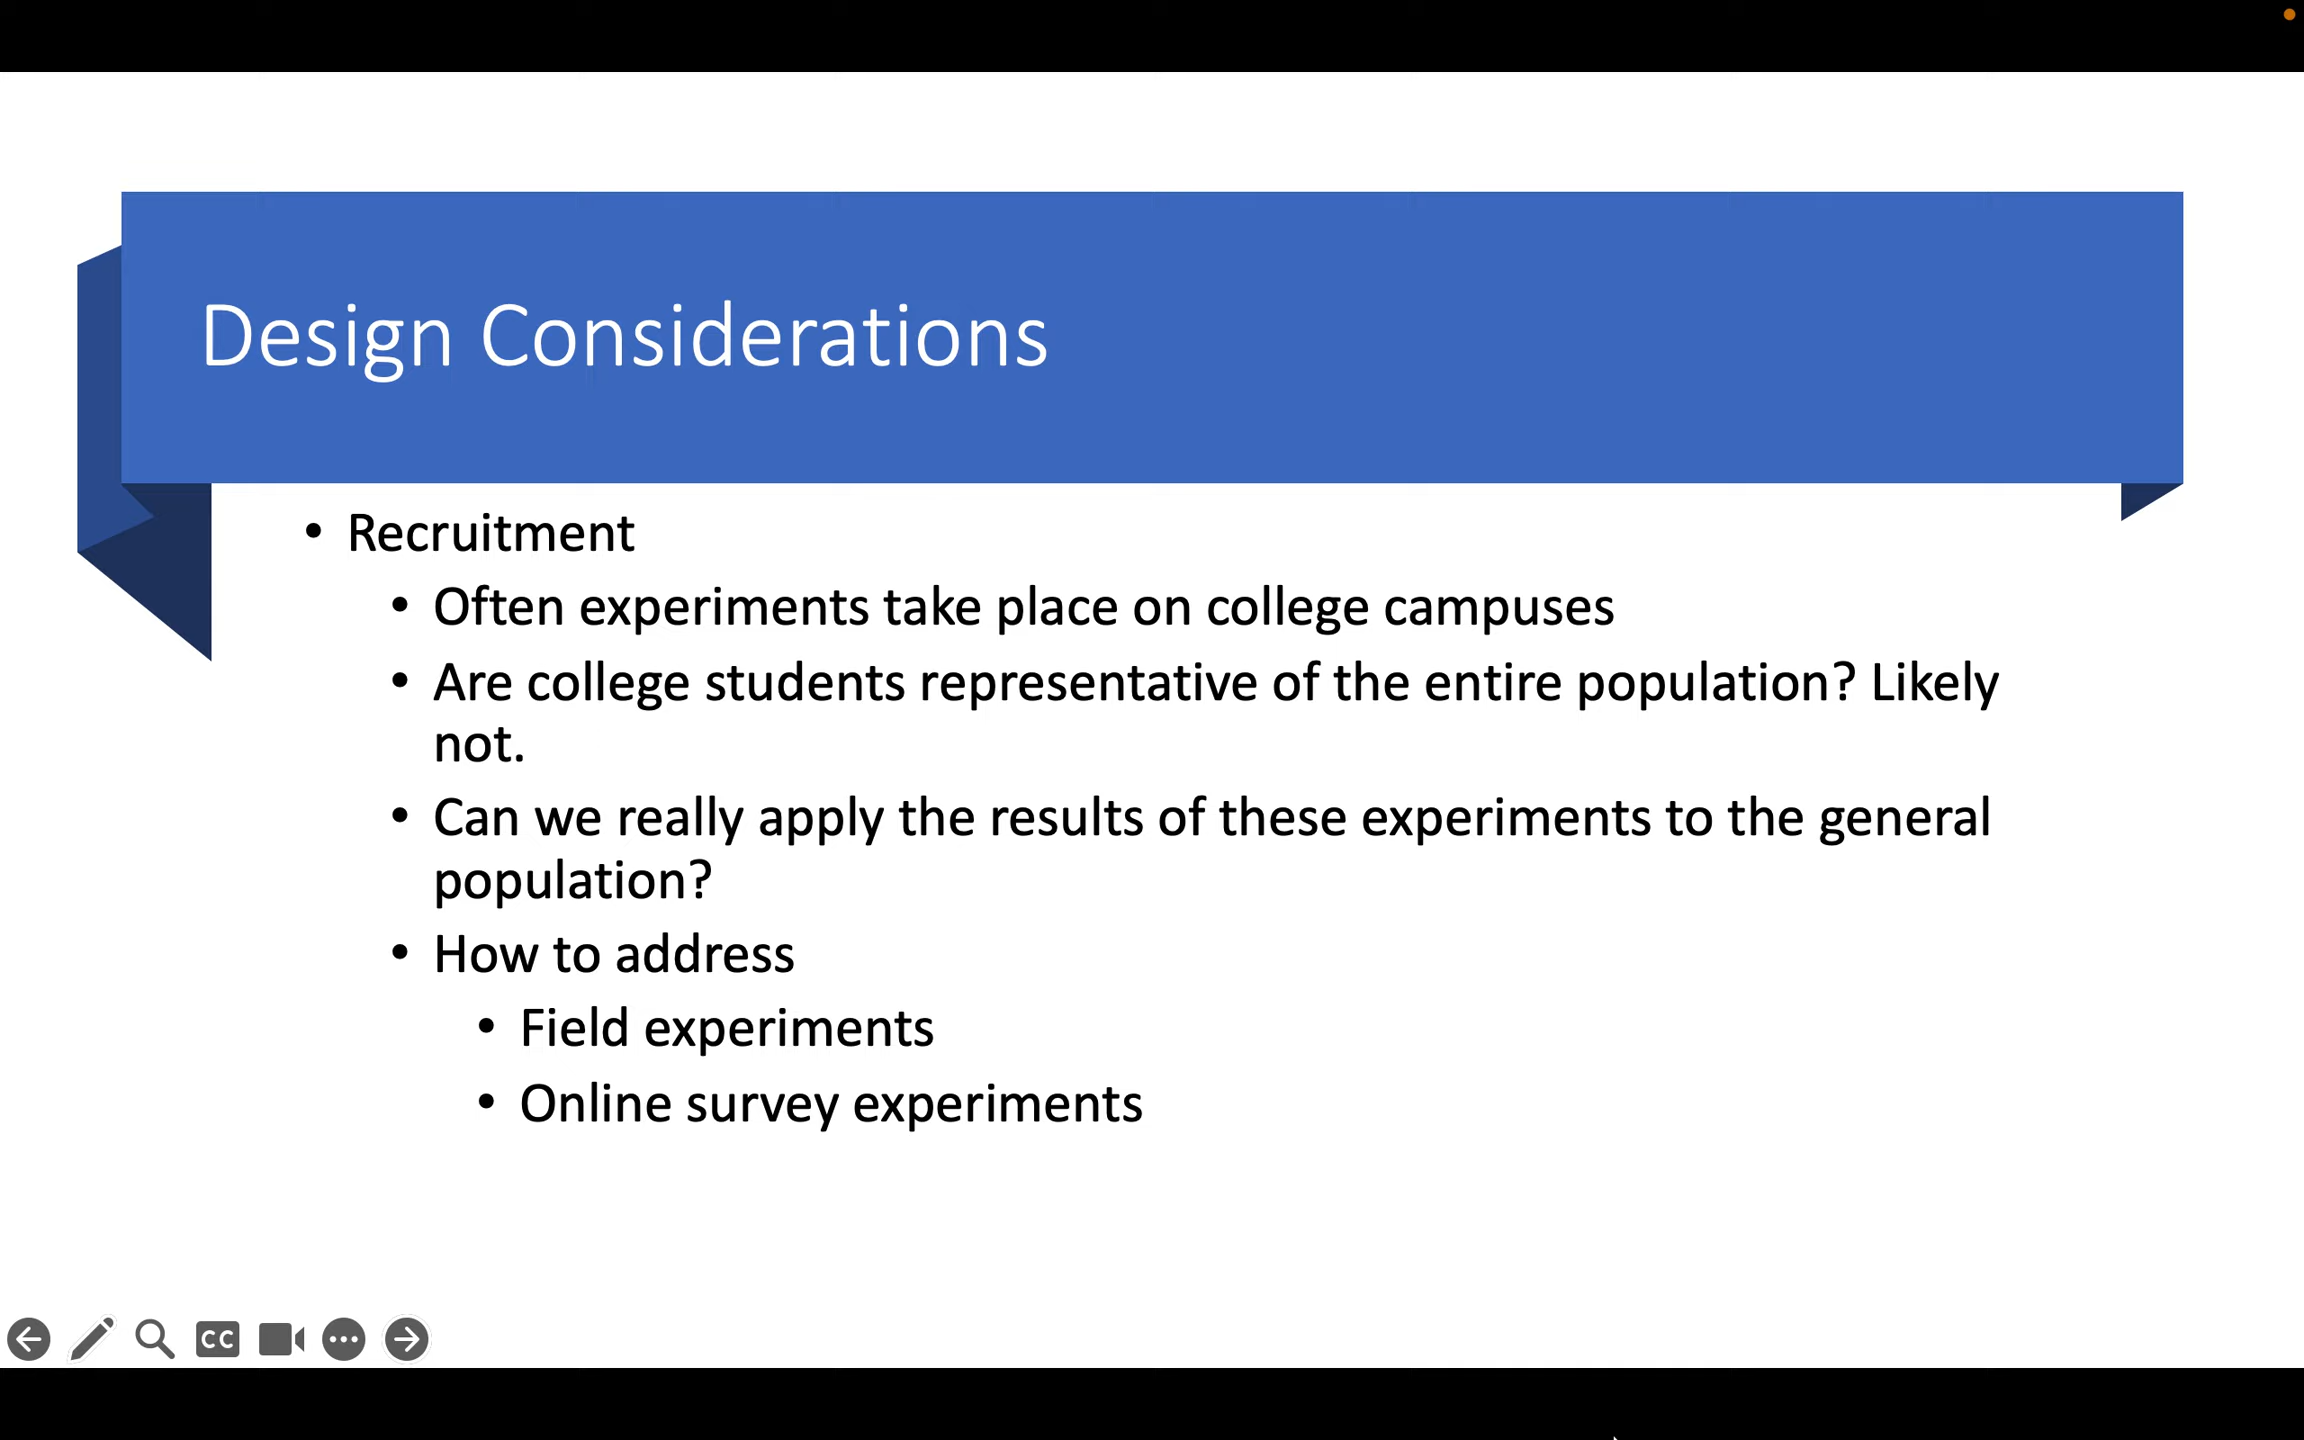 Design Considerations
• Recruitment
• Often experiments take place on college campuses
• Are college students representative of the entire population? Likely
not.
• Can we really apply the results of these experiments to the general
population?
• How to address
• Field experiments
• Online survey experiments
CC